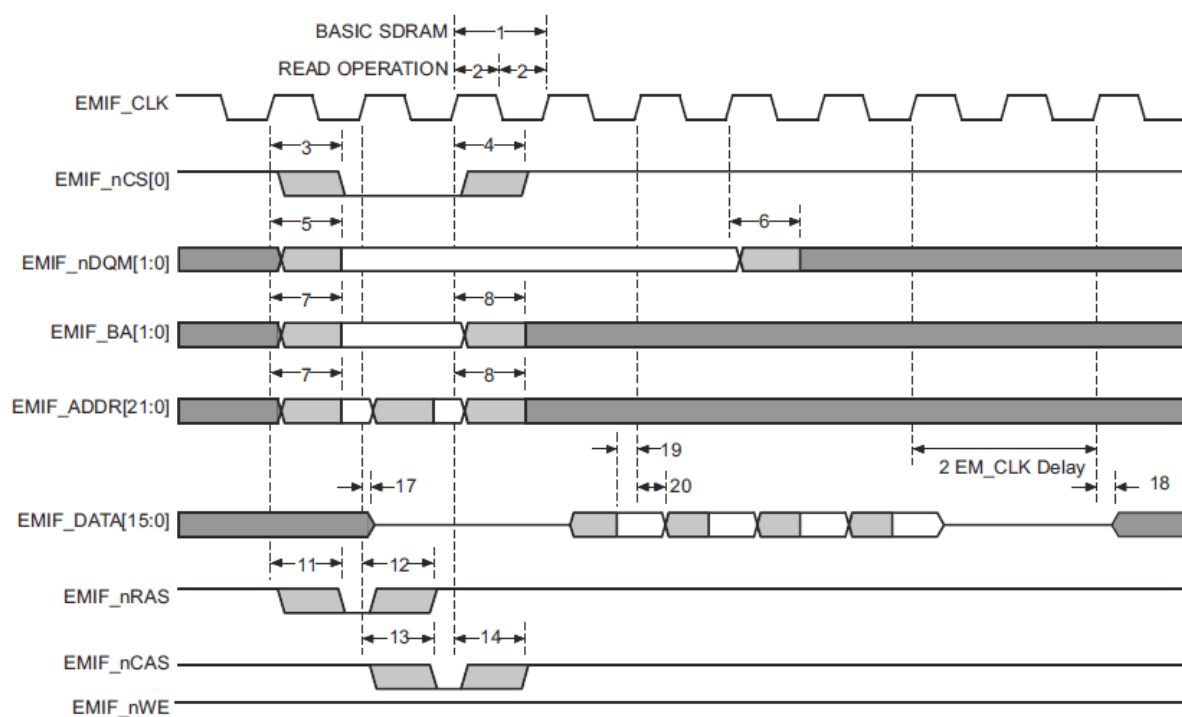 BASIC SDRAM 1
READ OPERATION 2 2
EMIF_CLK
3 4
EMIF_nCS[0]
5 6
EMIF_nDQM[1:0]
7 8
EMIF_BA[1:0]
7 8
EMIF_ADDR[21:0]
19
2 EM_CLK Delay
17 20 18
EMIF_DATA[15:0]
11 12
EMIF_nRAS
13 14
EMIF_nCAS
EMIF_nWE